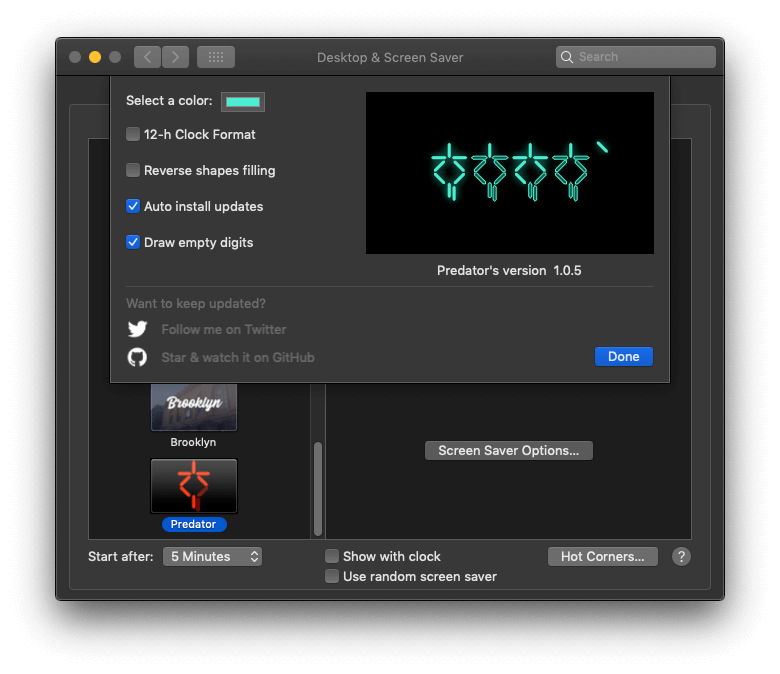 Desktop & Screen Saver
Search
Select a color:
12-h Clock Format
Reverse shapes filling
Auto install updates
Draw empty digits
Predator's version 1.0.5
Want to keep updated?
Follow me on Twitter
Star & watch it on GitHub
Done
Brooklyn
Brooklyn
Screen Saver Options...
Predator
Start after:
5 Minutes
Show with clock
Hot Corners...
?
Use random screen saver